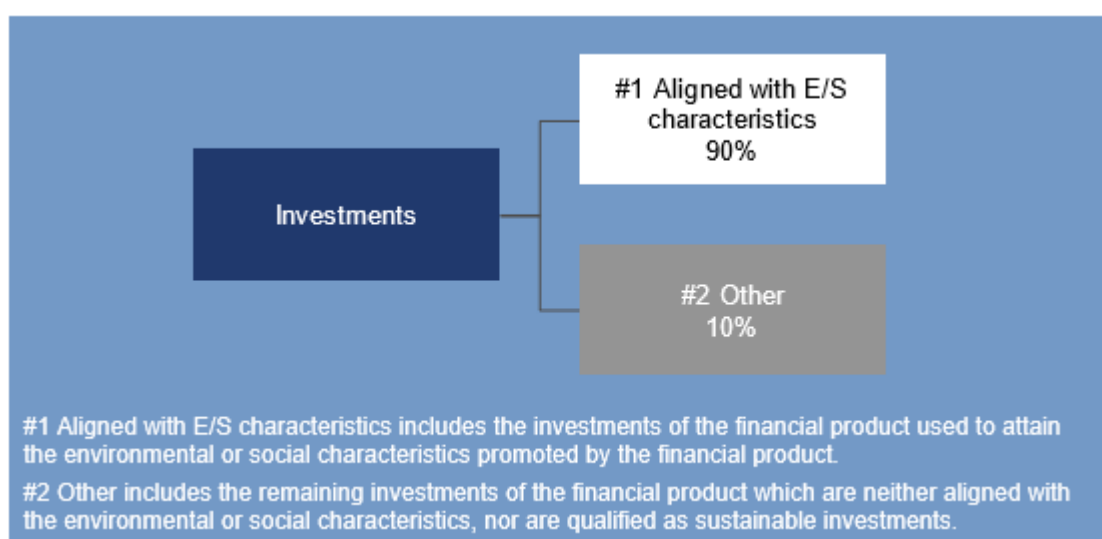 #1 Aligned with E/S
characteristics
90%
Investments
#2 Other
10%
#1 Aligned with E/S characteristics includes the investments of the financial product used to attain
the environmental or social characteristics promoted by the financial product.
#2 Other includes the remaining investments of the financial product which are neither aligned with
the environmental or social characteristics, nor are qualified as sustainable investments.